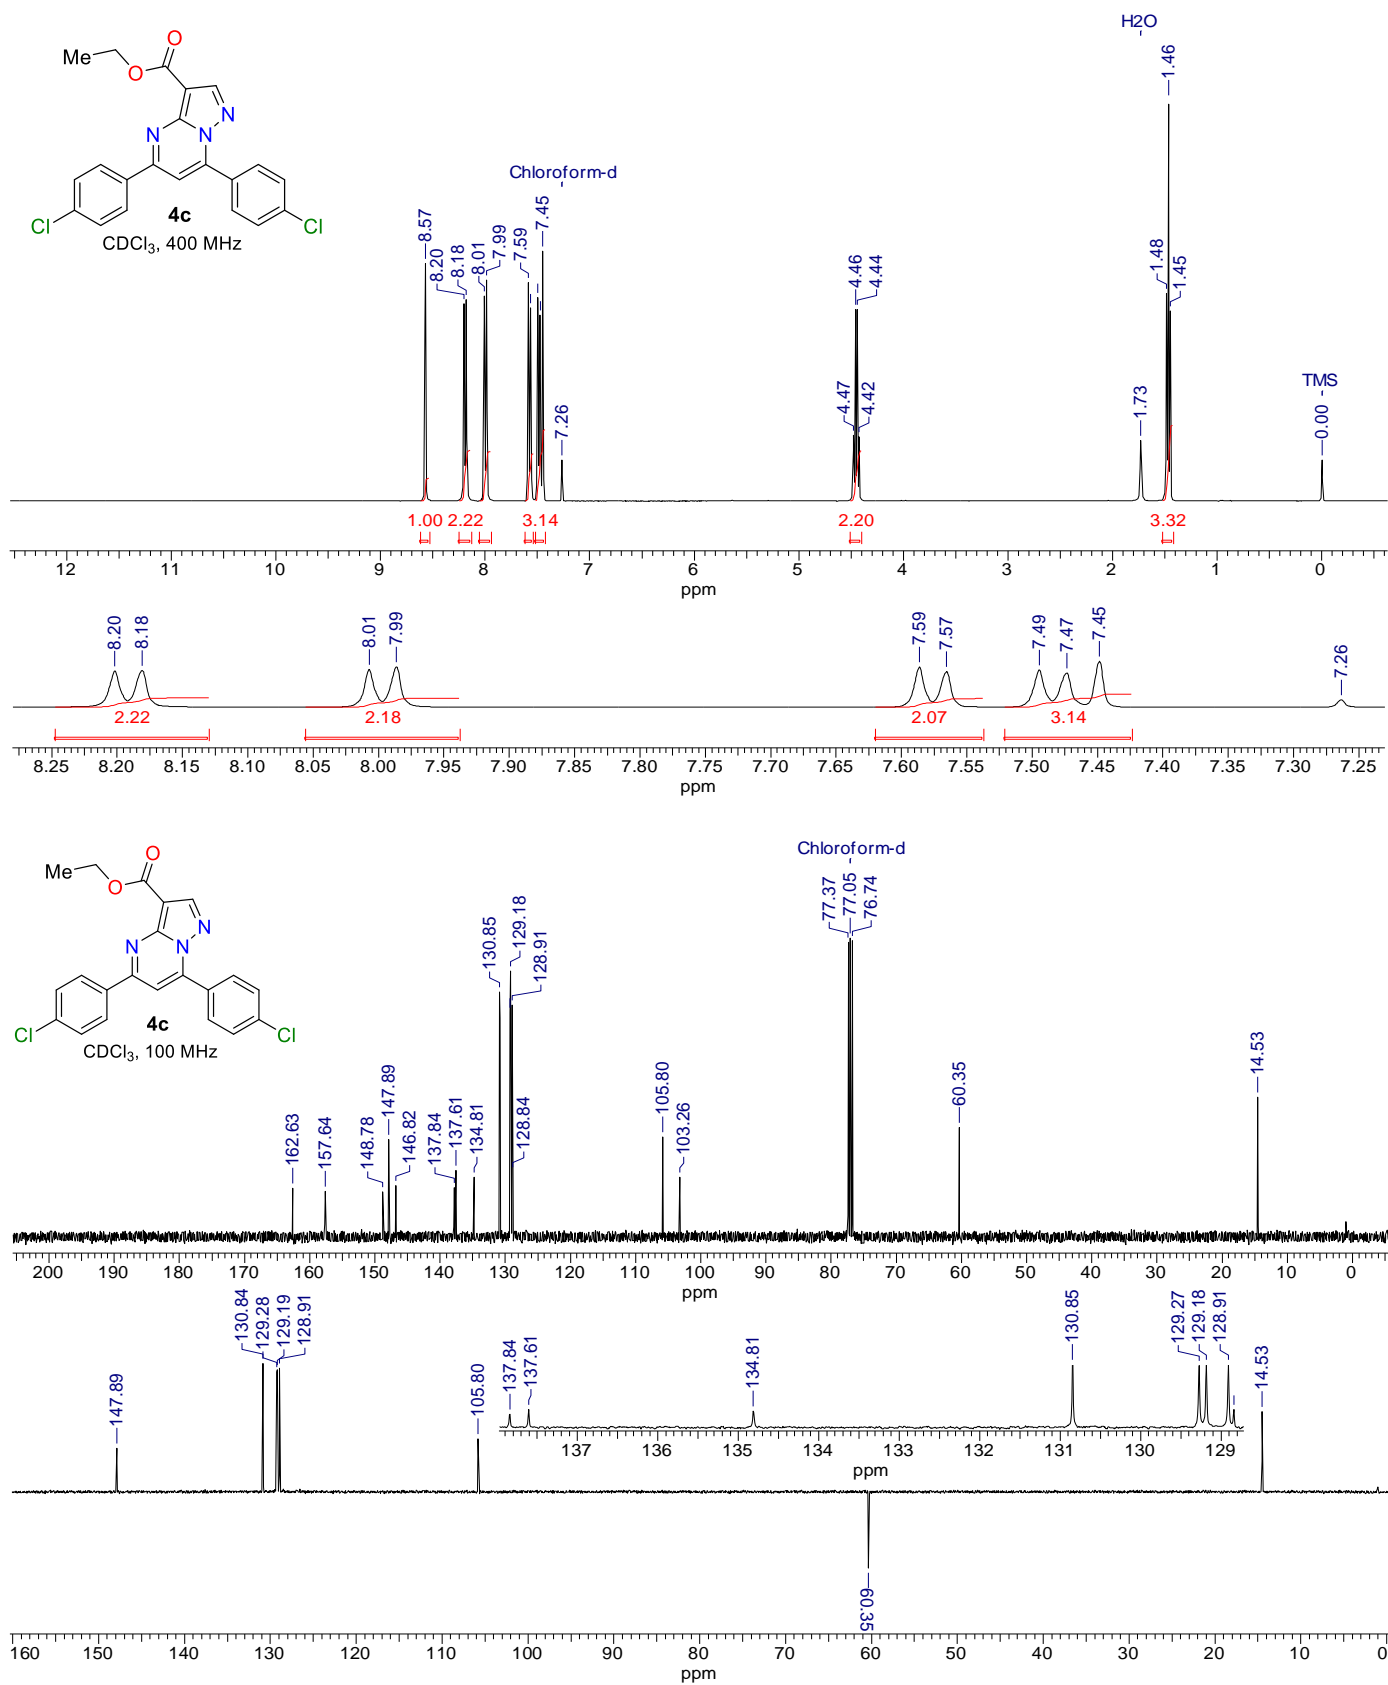 H2O
1.46
O
Me
O
N
N
N
Cl
Cl
4c
CDCl3, 400 MHz
Chloroform-d
8.57
8.20
8.18
8.01
7.99
7.59
7.45
7.26
4.47
4.46
4.44
4.42
1.73
1.48
1.45
TMS
0.00
1.00 2.22 3.14 2.20 3.32
12 11 10 9 8 7 6 5 4 3 2 1 0
ppm
8.20 8.18 8.01 7.99 7.59 7.57 7.49 7.47 7.45 7.26
2.22 2.18 2.07 3.14
8.25 8.20 8.15 8.10 8.05 8.00 7.95 7.90 7.85 7.80 7.75 7.70 7.65 7.60 7.55 7.50 7.45 7.40 7.35 7.30 7.25
ppm
O
Me
O
N
N
N
Cl
Cl
4c
CDCl3, 100 MHz
Chloroform-d
162.63
157.64
148.78
147.89
146.82
137.84
137.61
134.81
130.85
129.18
128.91
128.84
105.80
103.26
77.37
77.05
76.74
60.35
14.53
200 190 180 170 160 150 140 130 120 110 100 90 80 70 60 50 40 30 20 10 0
ppm
147.89
130.84
129.28
129.19
128.91
105.80
60.35
14.53
137.84
137.61
134.81
130.85
129.27
129.18
128.91
137 136 135 134 133 132 131 130 129
ppm
160 150 140 130 120 110 100 90 80 70 60 50 40 30 20 10 0
ppm